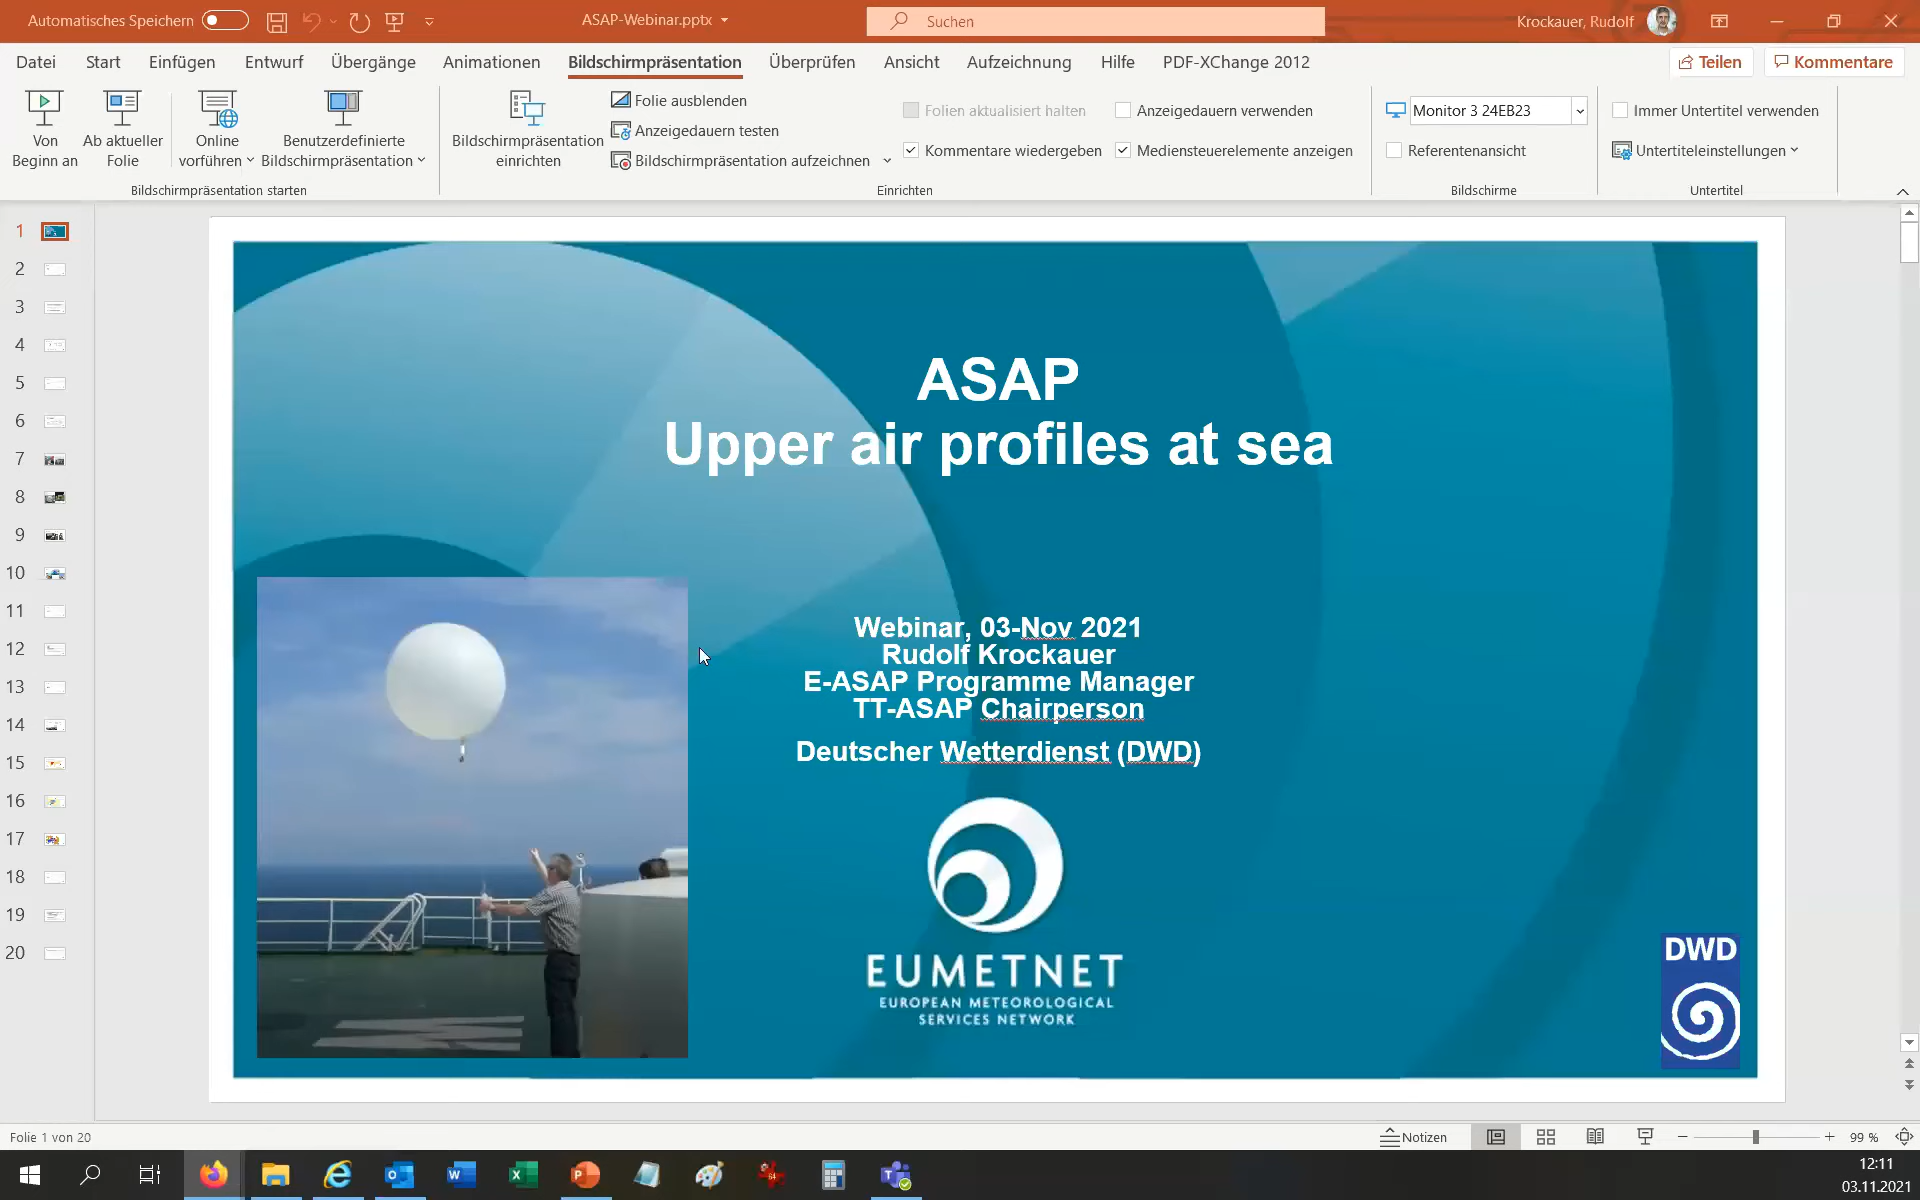 Automatisches Speichern
ASAP-Webinar.pptx
Suchen
Krockauer, Rudolf
Datei Start Einfügen Entwurf Übergänge Animationen Bildschirmpräsentation Überprüfen Ansicht Aufzeichnung Hilfe PDF-XChange 2012
Teilen
Kommentare
Von Beginn an
Ab aktueller Folie
Online vorführen
Benutzerdefinierte Bildschirmpräsentation
Bildschirmpräsentation starten
Bildschirmpräsentation einrichten
Folie ausblenden
Anzeigedauern testen
Bildschirmpräsentation aufzeichnen
Folien aktualisiert halten
Kommentare wiedergeben
Anzeigedauern verwenden
Mediensteuerelemente anzeigen
Einrichten
Monitor 3 24EB23
Referentenansicht
Bildschirme
Immer Untertitel verwenden
Untertiteleinstellungen
Untertitel
1
2
3
4
5
6
7
8
9
10
11
12
13
14
15
16
17
18
19
20
ASAP
Upper air profiles at sea
Webinar, 03-Nov 2021
Rudolf Krockauer
E-ASAP Programme Manager
TT-ASAP Chairperson
Deutscher Wetterdienst (DWD)
EUMETNET
EUROPEAN METEOROLOGICAL
SERVICES NETWORK
DWD
Folie 1 von 20
Notizen
99 %
12:11
03.11.2021